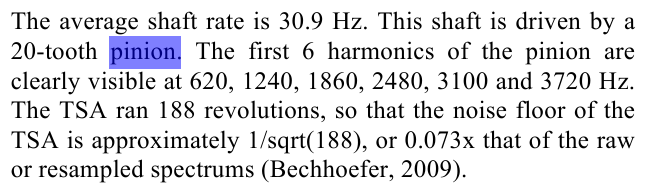 The average shaft rate is 30.9 Hz. This shaft is driven by a
20-tooth pinion. The first 6 harmonics of the pinion are
clearly visible at 620, 1240, 1860, 2480, 3100 and 3720 Hz.
The TSA ran 188 revolutions, so that the noise floor of the
TSA is approximately 1/sqrt(188), or 0.073x that of the raw
or resampled spectrums (Bechhoefer, 2009).